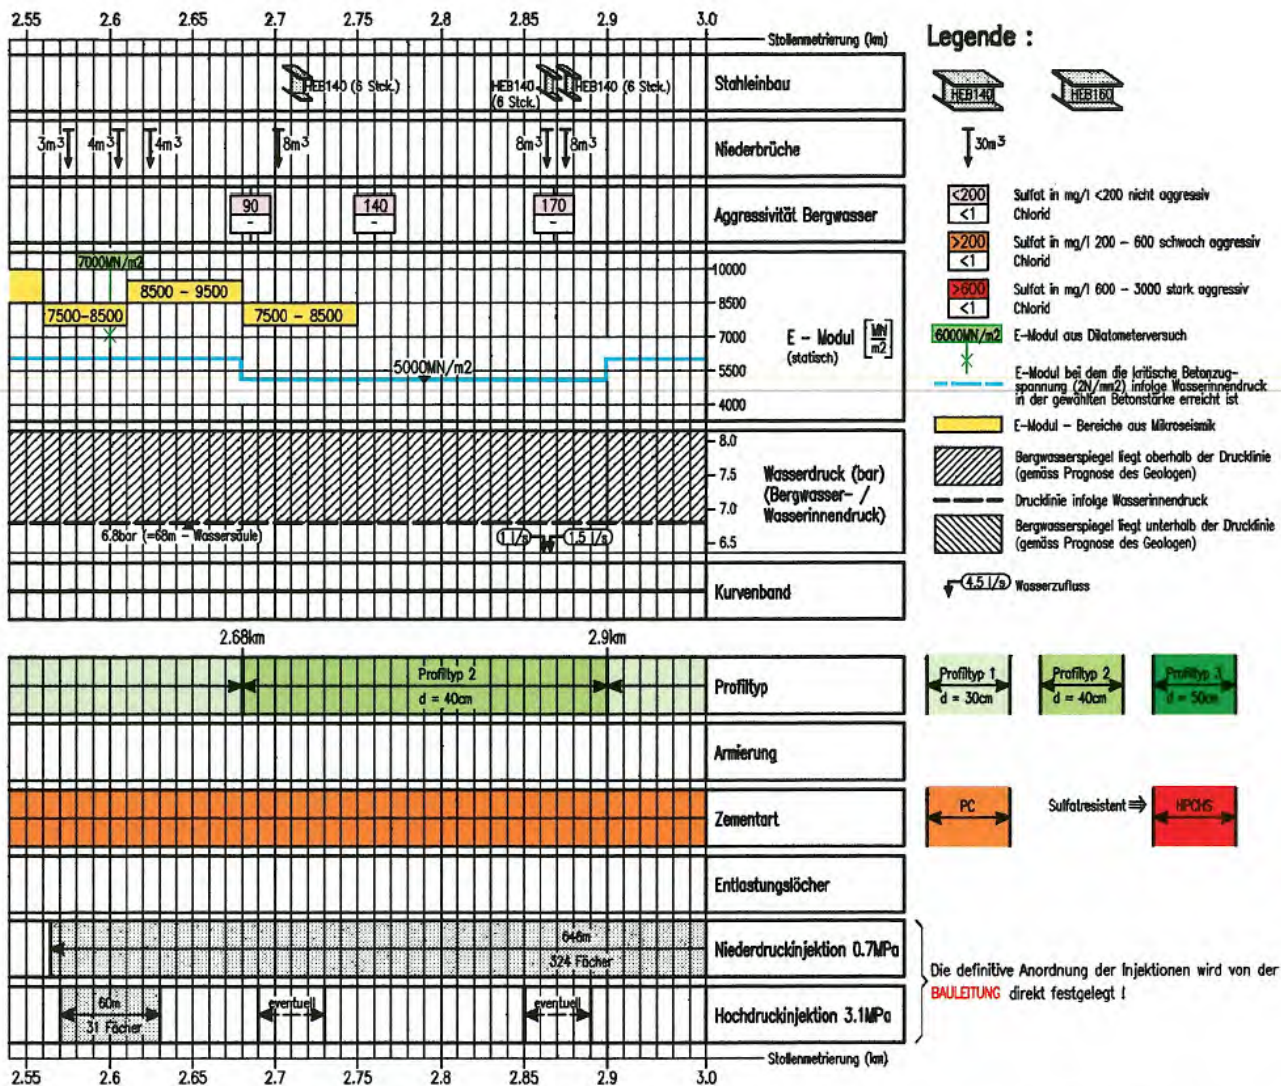 2.55 2.6 2.65 2.7 2.75 2.8 2.85 2.9 3.0
Stollenmetrierung (km)
HEB140 (6 Stck.)
HEB140
(6 Stck.)
HEB140 (6 Stck.)
Stahleinbau
3m3 4m3 4m3 8m3 8m3 8m3
Niederbrüche
90
-
140
-
170
-
Aggressivität Bergwasser
7000MN/m2
8500 - 9500
7500-8500
7500 - 8500
5000MN/m2
10000
8500
7000
5500
4000
E - Modul [MN/m2]
(statisch)
8.0
7.5
7.0
6.5
Wasserdruck (bar)
(Bergwasser- /
Wasserinnendruck)
6.8bar (=68m - Wassersäule)
1 l/s
1.5 l/s
Kurvenband
2.68km 2.9km
Profiltyp 2
d = 40cm
Profiltyp
Armierung
Zementart
Entlastungslöcher
648m
324 Fächer
Niederdruckinjektion 0.7MPa
60m
31 Fächer
eventuell
eventuell
Hochdruckinjektion 3.1MPa
Stollenmetrierung (km)
2.55 2.6 2.65 2.7 2.75 2.8 2.85 2.9 3.0
Legende :
HEB140
HEB160
30m3
<200
<1
Sulfat in mg/l <200 nicht aggressiv
Chlorid
>200
<1
Sulfat in mg/l 200 - 600 schwach aggressiv
Chlorid
>600
<1
Sulfat in mg/l 600 - 3000 stark aggressiv
Chlorid
6000MN/m2
E-Modul aus Dilatometerversuch
E-Modul bei dem die kritische Betonzug-
spannung (2N/mm2) infolge Wasserinnendruck
in der gewählten Betonstärke erreicht ist
E-Modul - Bereiche aus Mikroseismik
Bergwasserspiegel liegt oberhalb der Drucklinie
(gemäss Prognose des Geologen)
Drucklinie infolge Wasserinnendruck
Bergwasserspiegel liegt unterhalb der Drucklinie
(gemäss Prognose des Geologen)
4.5 l/s
Wasserzufluss
Profiltyp 1
d = 30cm
Profiltyp 2
d = 40cm
Profiltyp 3
d = 50cm
PC
Sulfatresistent ⇒
HPCHS
Die definitive Anordnung der Injektionen wird von der
BAULEITUNG direkt festgelegt !